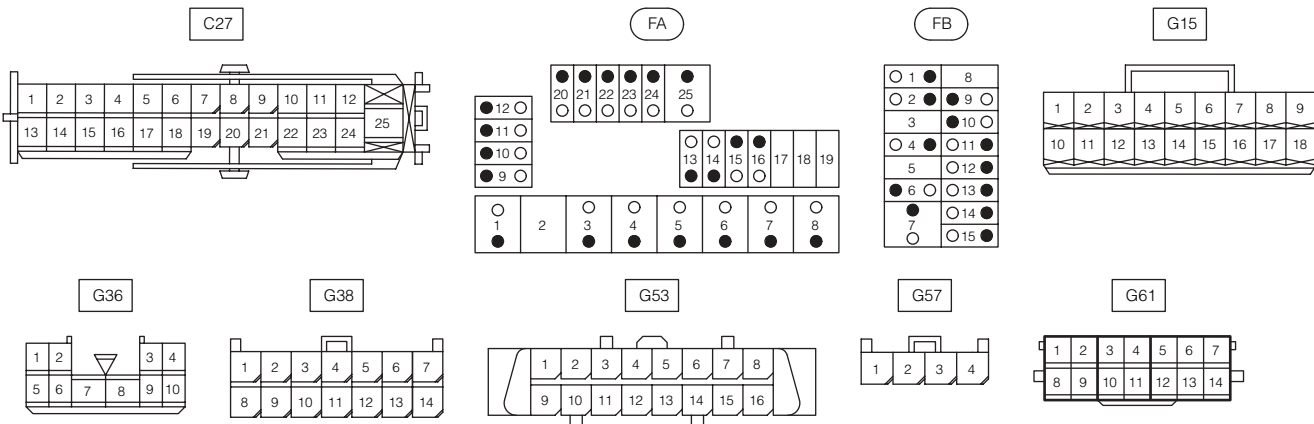 C27
FA
FB
G15
1 2 3 4 5 6 7 8 9 10 11 12
13 14 15 16 17 18 19 20 21 22 23 24
25
20 21 22 23 24 25
12
11
10
9
13 14 15 16 17 18 19
1 2 3 4 5 6 7 8
1 8
2 9
3 10
4 11
5 12
6 13
7 14
15
1 2 3 4 5 6 7 8 9
10 11 12 13 14 15 16 17 18
G36
G38
G53
G57
G61
1 2 3 4
5 6 7 8 9 10
1 2 3 4 5 6 7
8 9 10 11 12 13 14
1 2 3 4 5 6 7 8
9 10 11 12 13 14 15 16
1 2 3 4
1 2 3 4 5 6 7
8 9 10 11 12 13 14